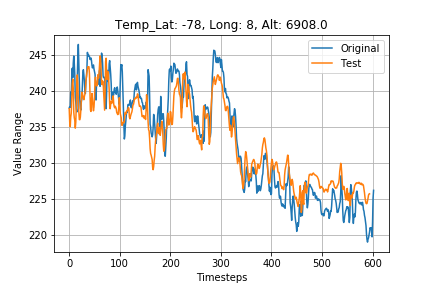 Temp_Lat: -78, Long: 8, Alt: 6908.0
Original
Test
Value Range
245
240
235
230
225
220
0 100 200 300 400 500 600
Timesteps